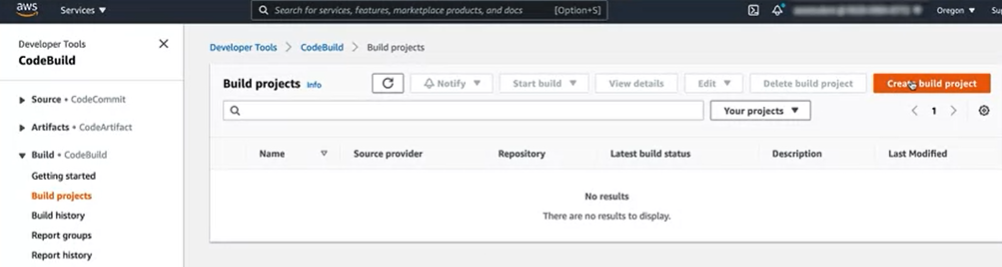 aws Services ▼ Search for services, features, marketplace products, and docs [Option+S] Oregon ▼ Su
Developer Tools
CodeBuild
Source • CodeCommit
Artifacts • CodeArtifact
Build • CodeBuild
Getting started
Build projects
Build history
Report groups
Report history
Developer Tools > CodeBuild > Build projects
Build projects Info Notify ▼ Start build ▼ View details Edit ▼ Delete build project Create build project
Your projects ▼ < 1 >
Name Source provider Repository Latest build status Description Last Modified
No results
There are no results to display.